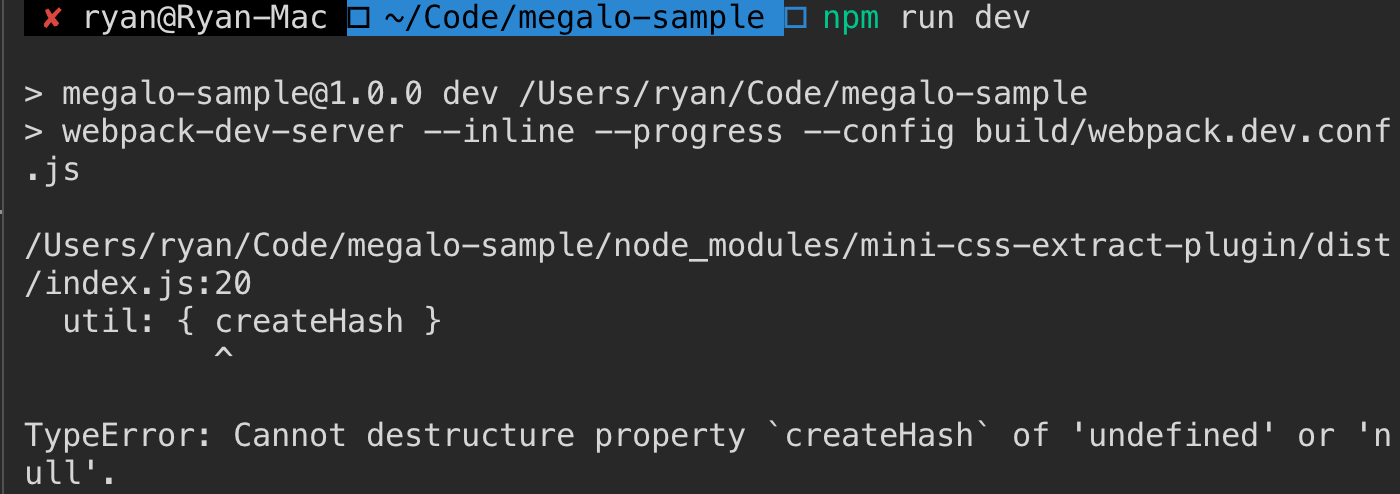 ✘ ryan@Ryan-Mac ~/Code/megalo-sample npm run dev
> megalo-sample@1.0.0 dev /Users/ryan/Code/megalo-sample
> webpack-dev-server --inline --progress --config build/webpack.dev.conf
.js
/Users/ryan/Code/megalo-sample/node_modules/mini-css-extract-plugin/dist
/index.js:20
util: { createHash }
^
TypeError: Cannot destructure property `createHash` of 'undefined' or 'n
ull'.